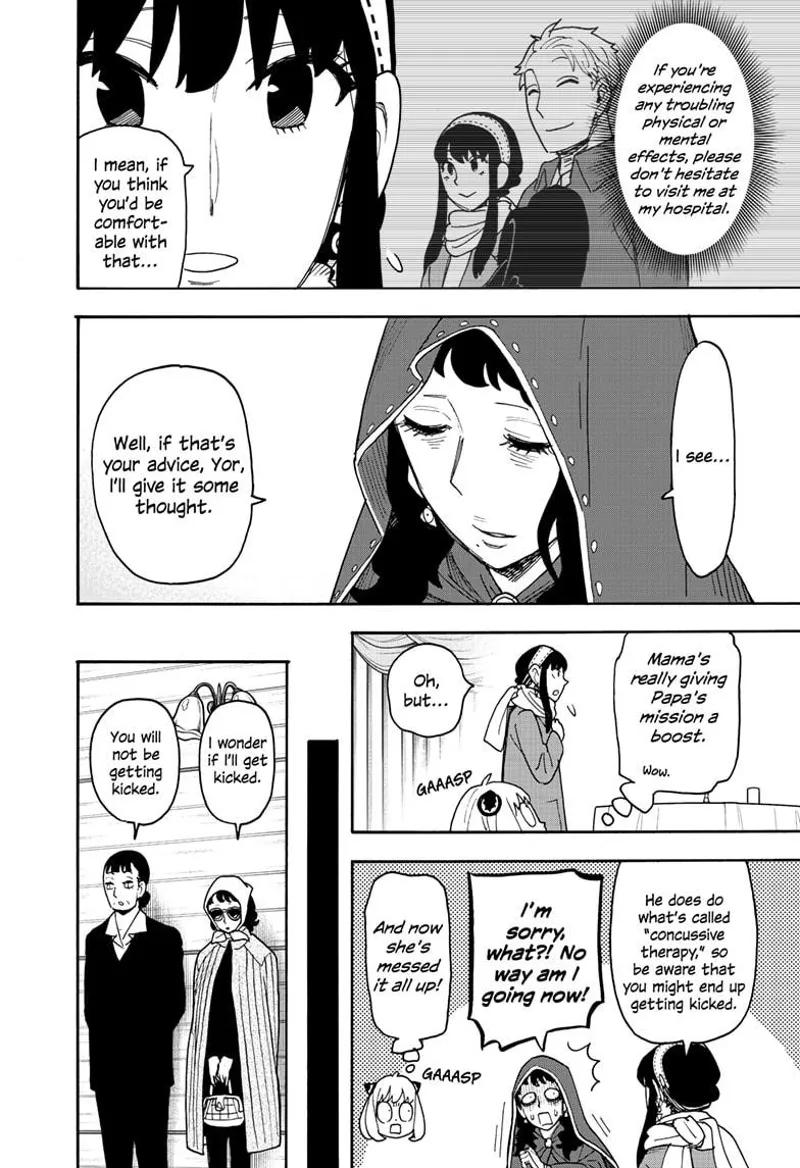 If you're
experiencing
any troubling
physical or
mental
effects, please
don't hesitate
to visit me at
my hospital.
I mean, if
you think
you'd be
comfort-
able with
that...
I see...
Well, if that's
your advice, Yor,
I'll give it some
thought.
Mama's
really giving
Papa's
mission a
boost.
Wow.
Oh,
but...
GAAASP
He does do
what's called
"concussive
therapy," so
be aware that
you might end up
getting kicked.
I'm
sorry,
what?! No
way am I
going now!
And now
she's
messed it
all up!
GAAASP
I wonder
if I'll get
kicked.
You will
not be
getting
kicked.